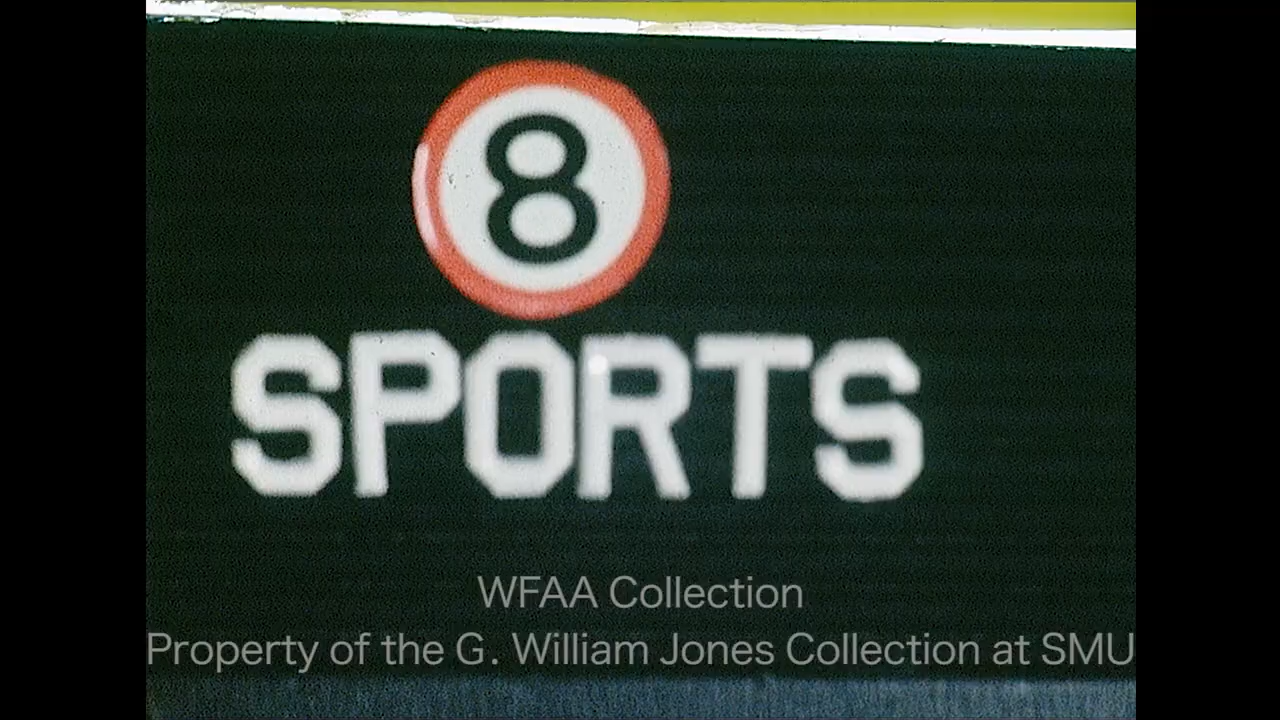 8
SPORTS
WFAA Collection
Property of the G. William Jones Collection at SMU